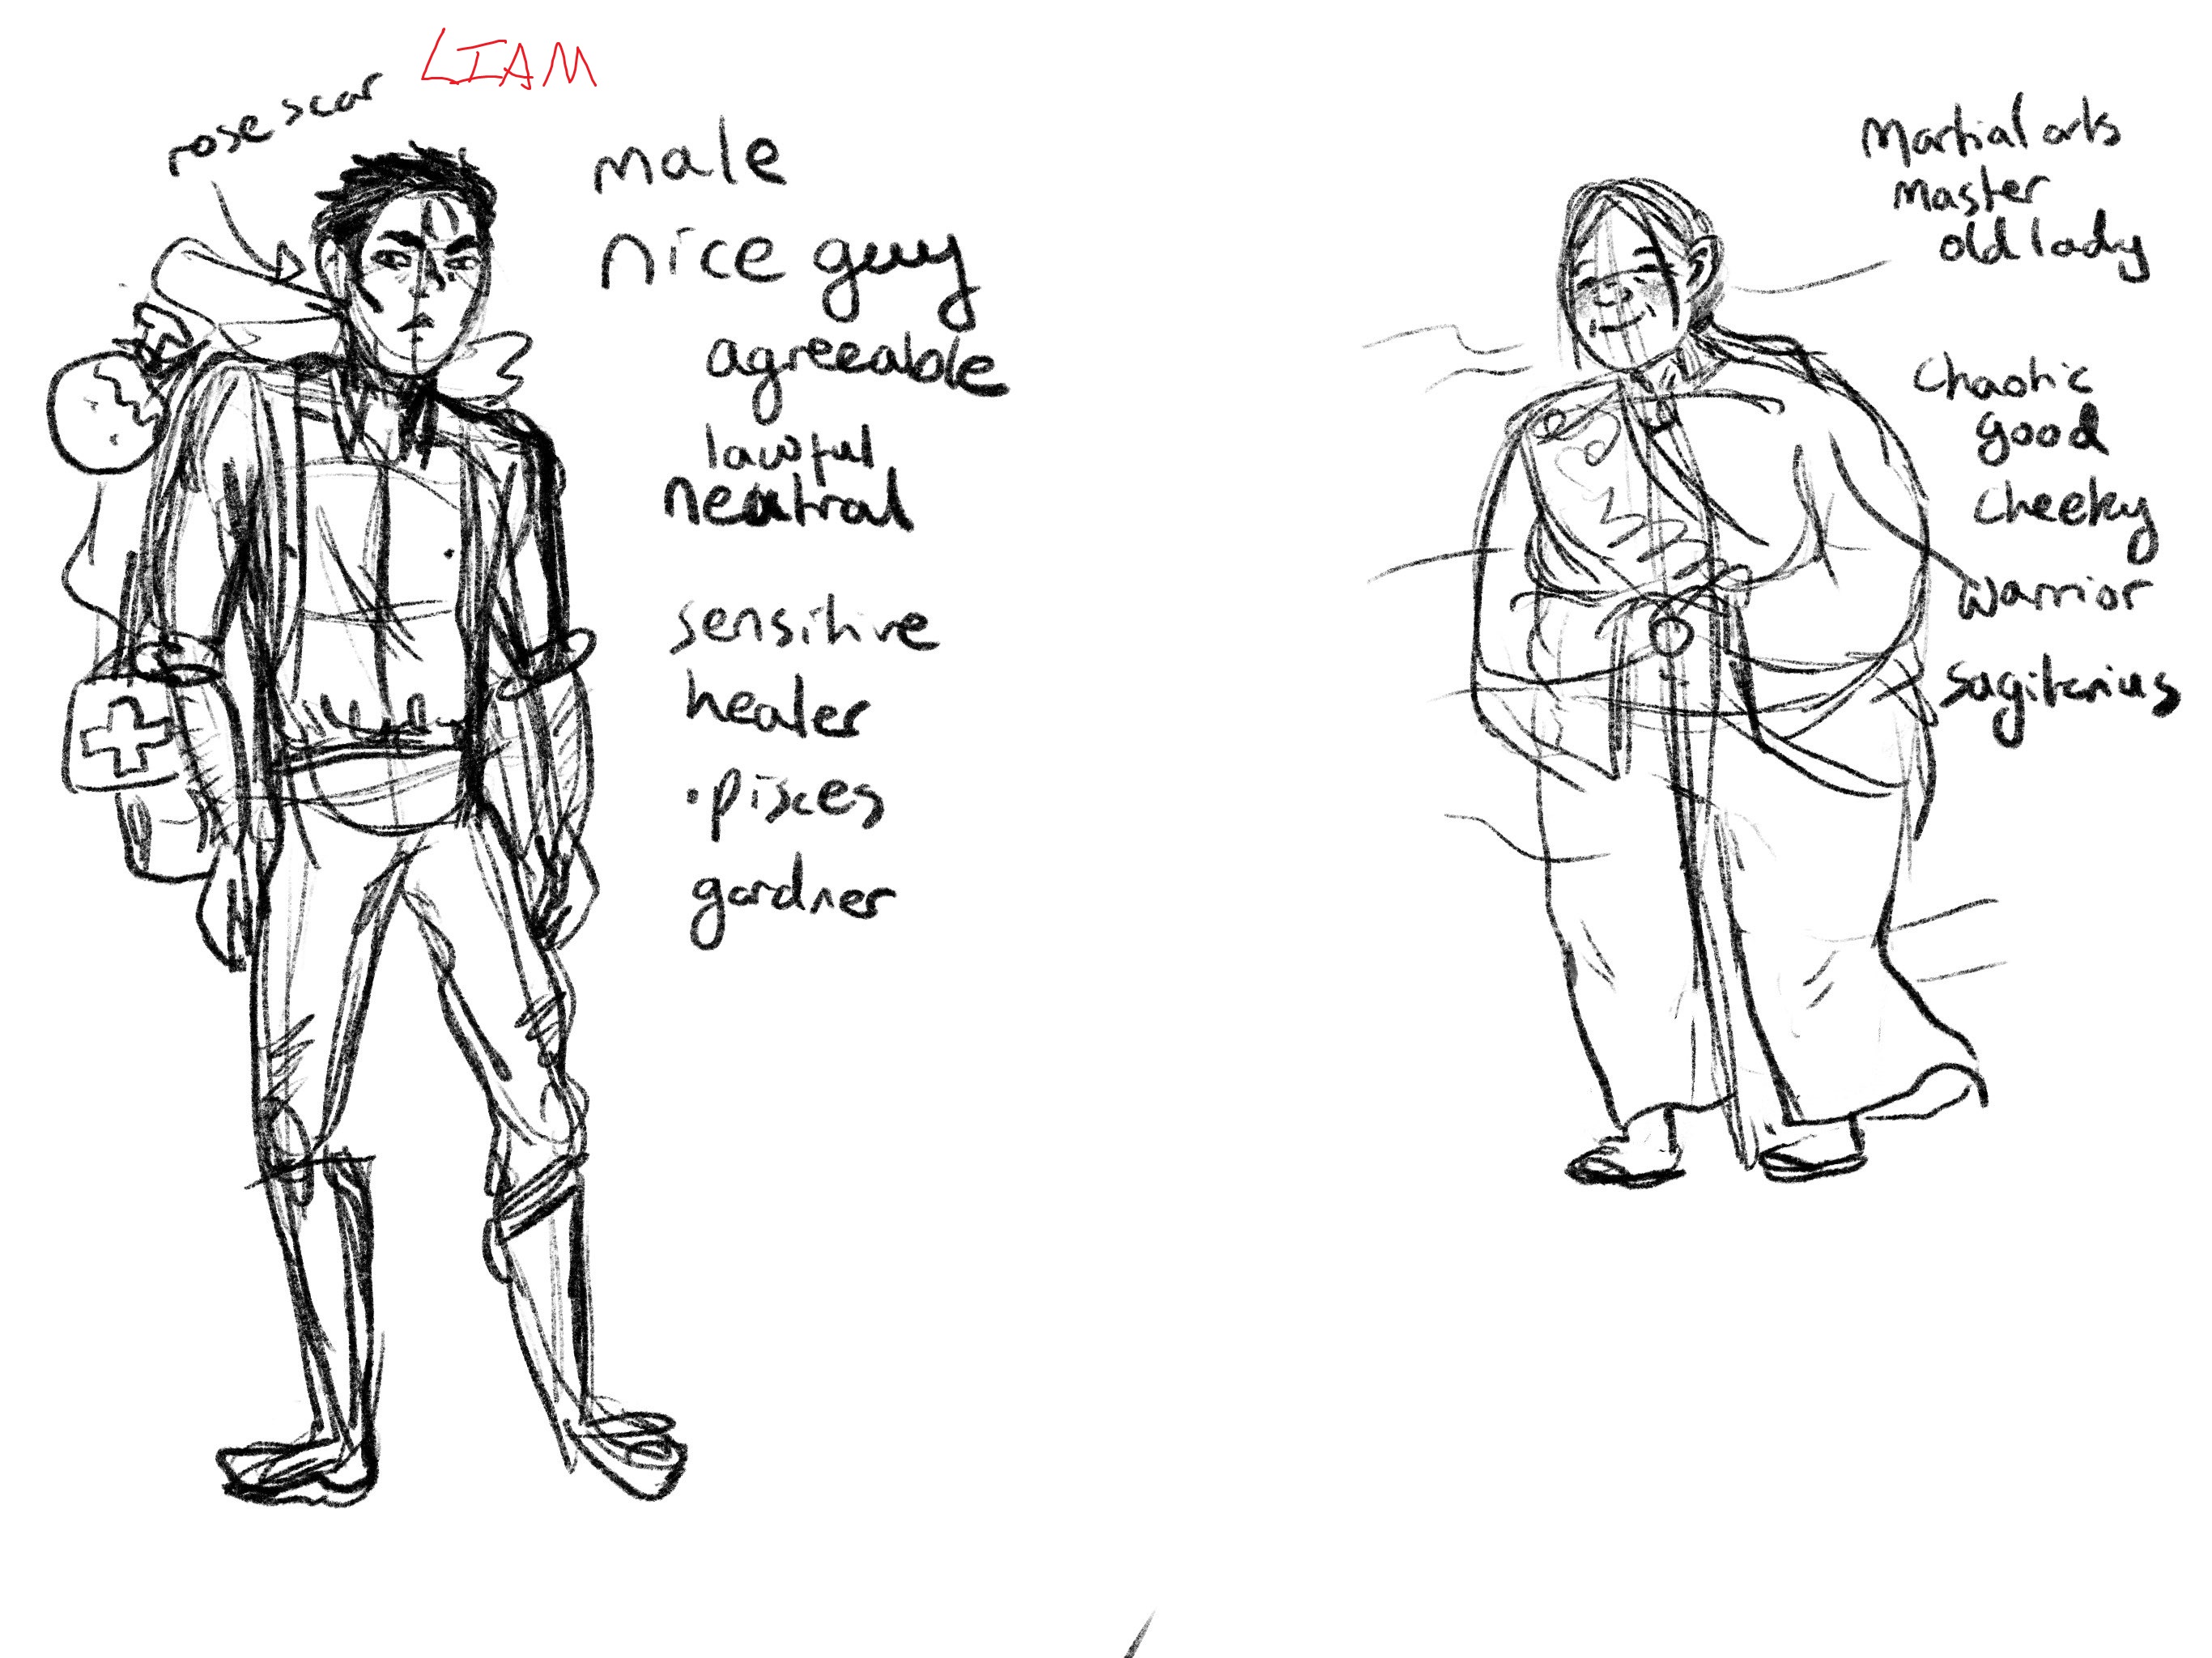 LIAM
rose scar
male
nice guy
agreeable
lawful
neutral
sensitive
healer
• pisces
gardner
Martial arts
Master
old lady
Chaotic
good
Cheeky
Warrior
Sagiterius